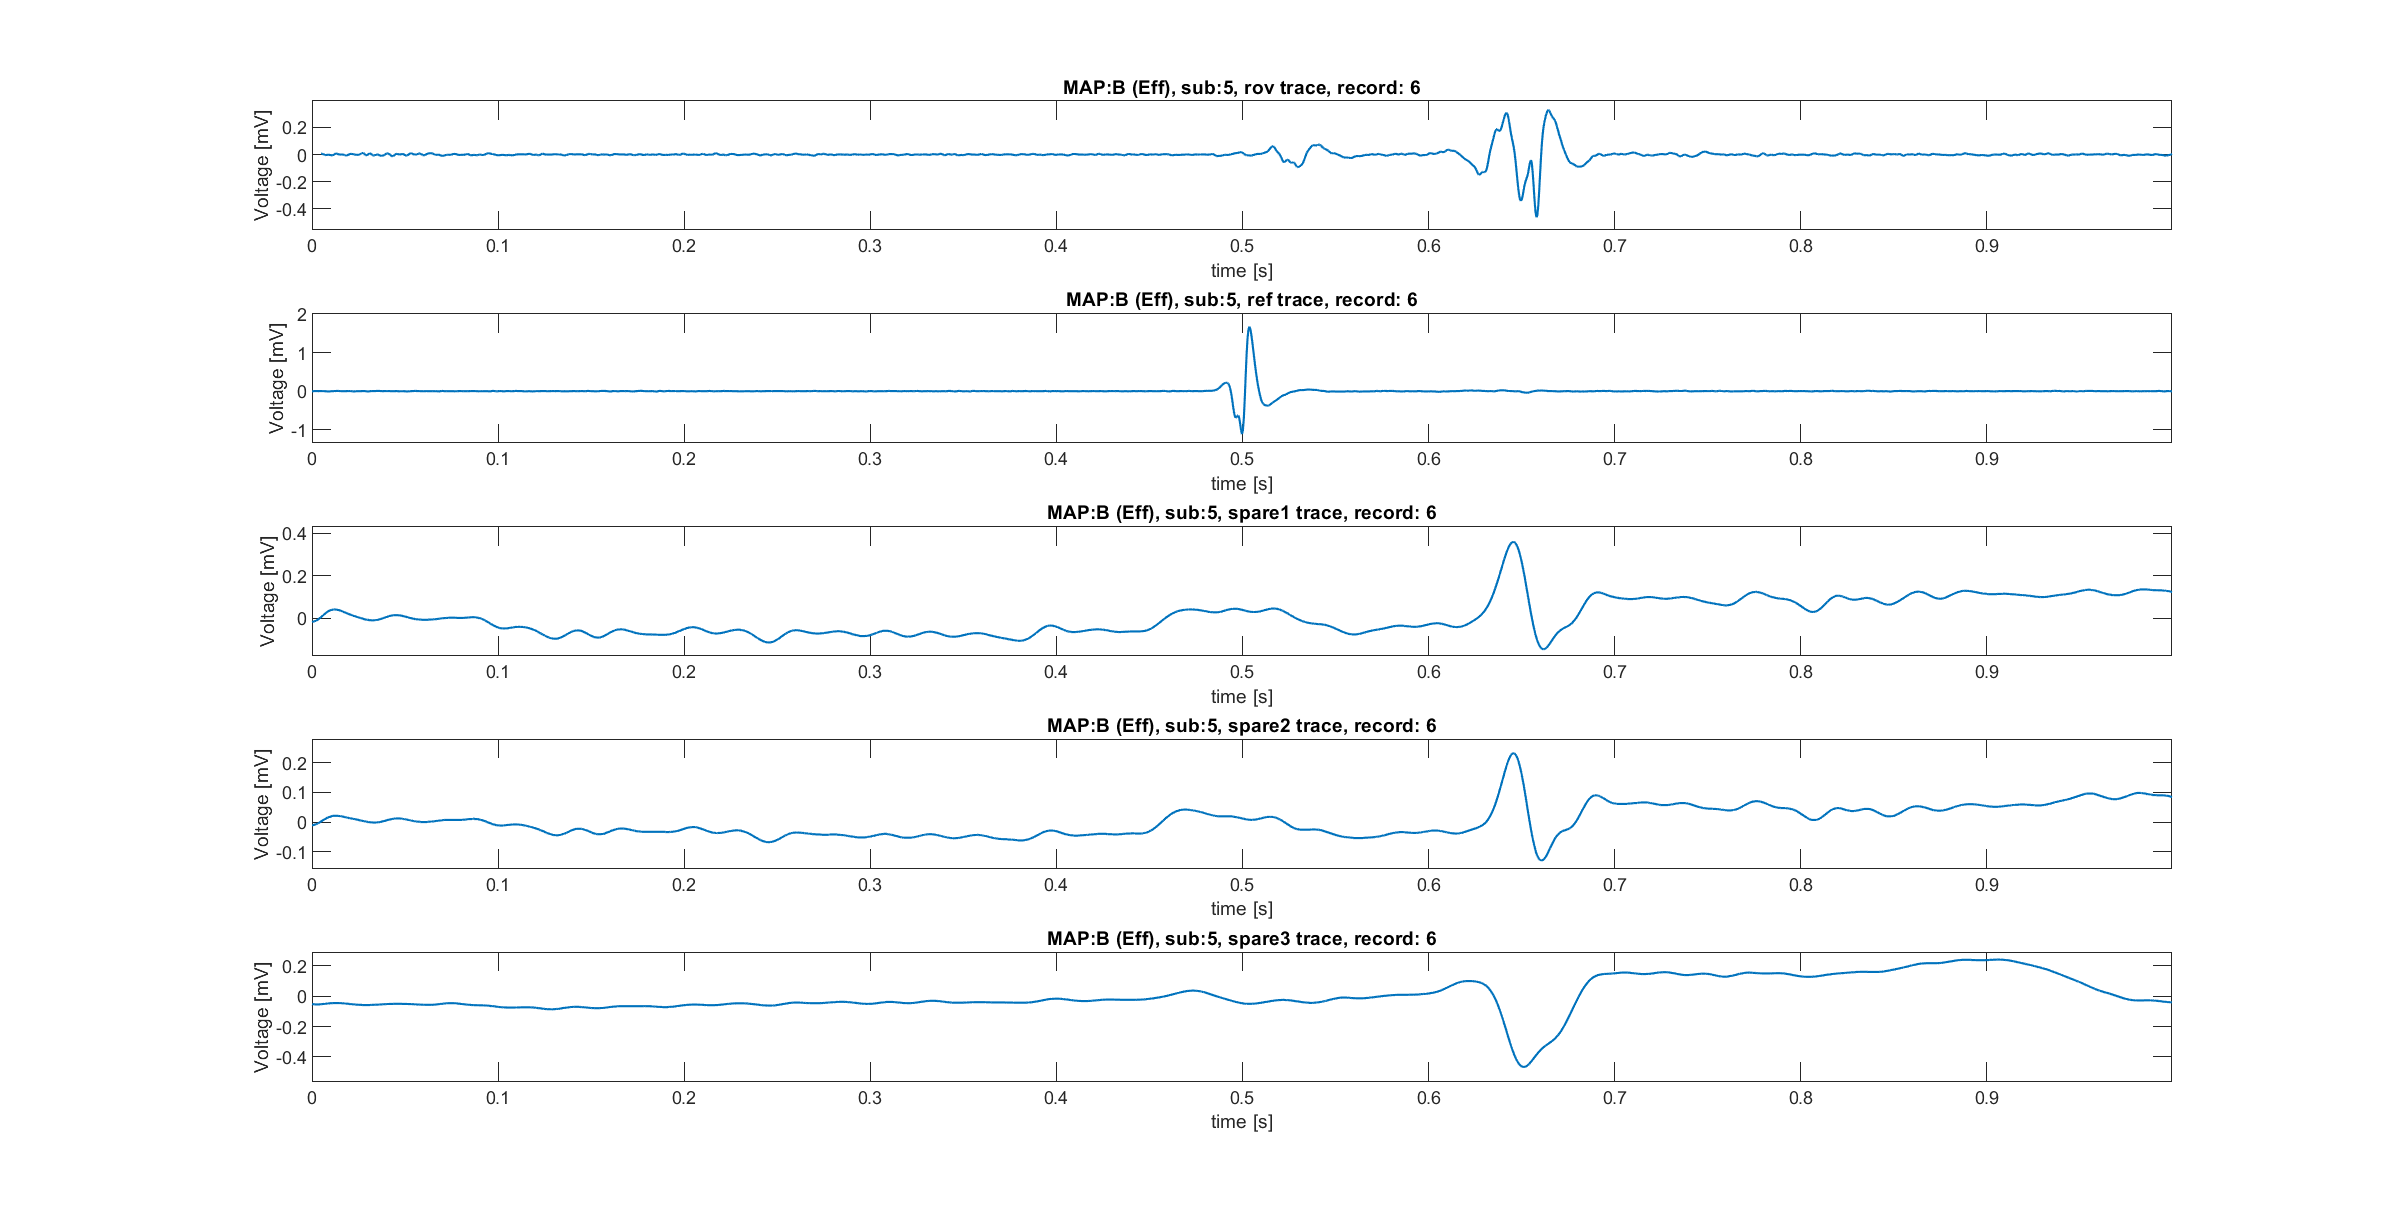 MAP:B (Eff), sub:5, rov trace, record: 6
Voltage [mV]
0.2
0
-0.2
-0.4
0 0.1 0.2 0.3 0.4 0.5 0.6 0.7 0.8 0.9
time [s]
MAP:B (Eff), sub:5, ref trace, record: 6
Voltage [mV]
2
1
0
-1
0 0.1 0.2 0.3 0.4 0.5 0.6 0.7 0.8 0.9
time [s]
MAP:B (Eff), sub:5, spare1 trace, record: 6
Voltage [mV]
0.4
0.2
0
0 0.1 0.2 0.3 0.4 0.5 0.6 0.7 0.8 0.9
time [s]
MAP:B (Eff), sub:5, spare2 trace, record: 6
Voltage [mV]
0.2
0.1
0
-0.1
0 0.1 0.2 0.3 0.4 0.5 0.6 0.7 0.8 0.9
time [s]
MAP:B (Eff), sub:5, spare3 trace, record: 6
Voltage [mV]
0.2
0
-0.2
-0.4
0 0.1 0.2 0.3 0.4 0.5 0.6 0.7 0.8 0.9
time [s]